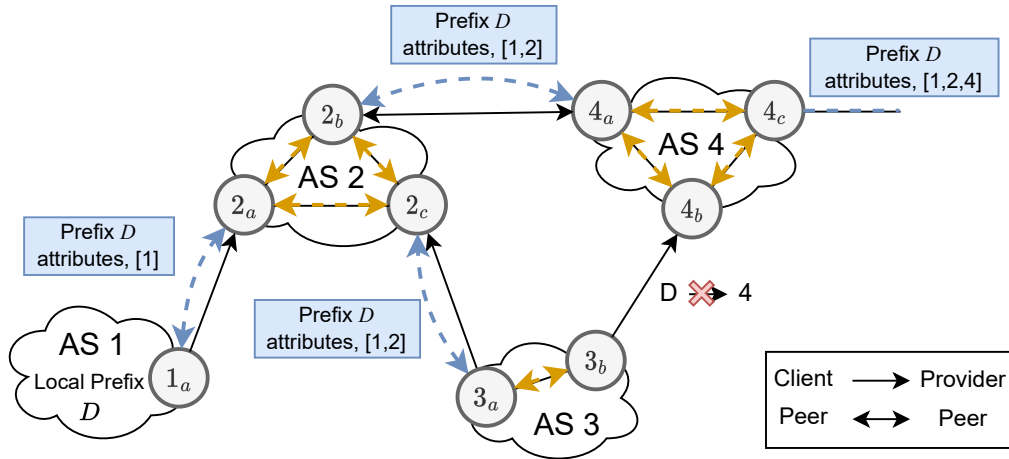 Prefix D
attributes, [1,2]
Prefix D
attributes, [1,2,4]
2b
4a
4c
AS 2
AS 4
2a
2c
4b
Prefix D
attributes, [1]
Prefix D
attributes, [1,2]
D 4
AS 1
Local Prefix
D
1a
3b
3a
AS 3
Client Provider
Peer Peer